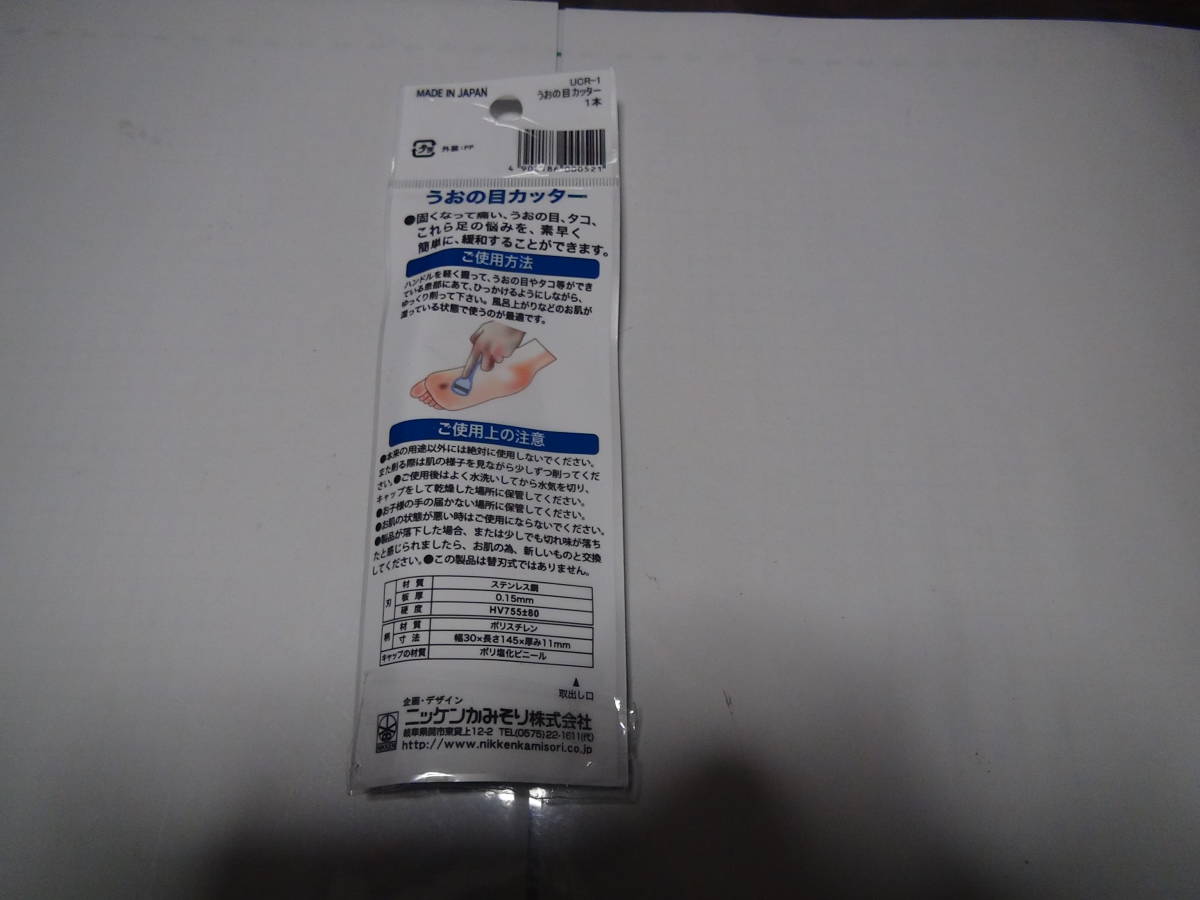 MADE IN JAPAN
UCR-1
うおの目カッター
1本
外装:PP
うおの目カッター
●固くなって痛い、うおの目、タコ、
これら足の悩みを、素早く
簡単に、緩和することができます。
ご使用方法
ハンドルを軽く握って、うおの目やタコ等ができ
ている患部にあて、ひっかけるようにしながら、
ゆっくり削って下さい。風呂上がりなどのお肌が
湿っている状態で使うのが最適です。
ご使用上の注意
●本来の用途以外には絶対に使用しないでください。
また削る際は肌の様子を見ながら少しずつ削ってくだ
さい。●ご使用後はよく水洗いしてから水気を切り、
キャップをして乾燥した場所に保管してください。
●お子様の手の届かない場所に保管してください。
●お肌の状態が悪い時はご使用にならないでください。
●製品が落下した場合、または少しでも切れ味が落ち
たと感じられましたら、お肌の為、新しいものと交換
してください。●この製品は替刃式ではありません。
刃 材質 ステンレス鋼
板厚 0.15mm
硬度 HV755±80
柄 材質 ポリスチレン
寸法 幅30×長さ145×厚み11mm
キャップの材質 ポリ塩化ビニール
▲
取出し口
企画・デザイン
ニッケンかみそり株式会社
NIKKEN 岐阜県関市東貸上12-2 TEL(0575)22-1611(代)
http://www.nikkenkamisori.co.jp